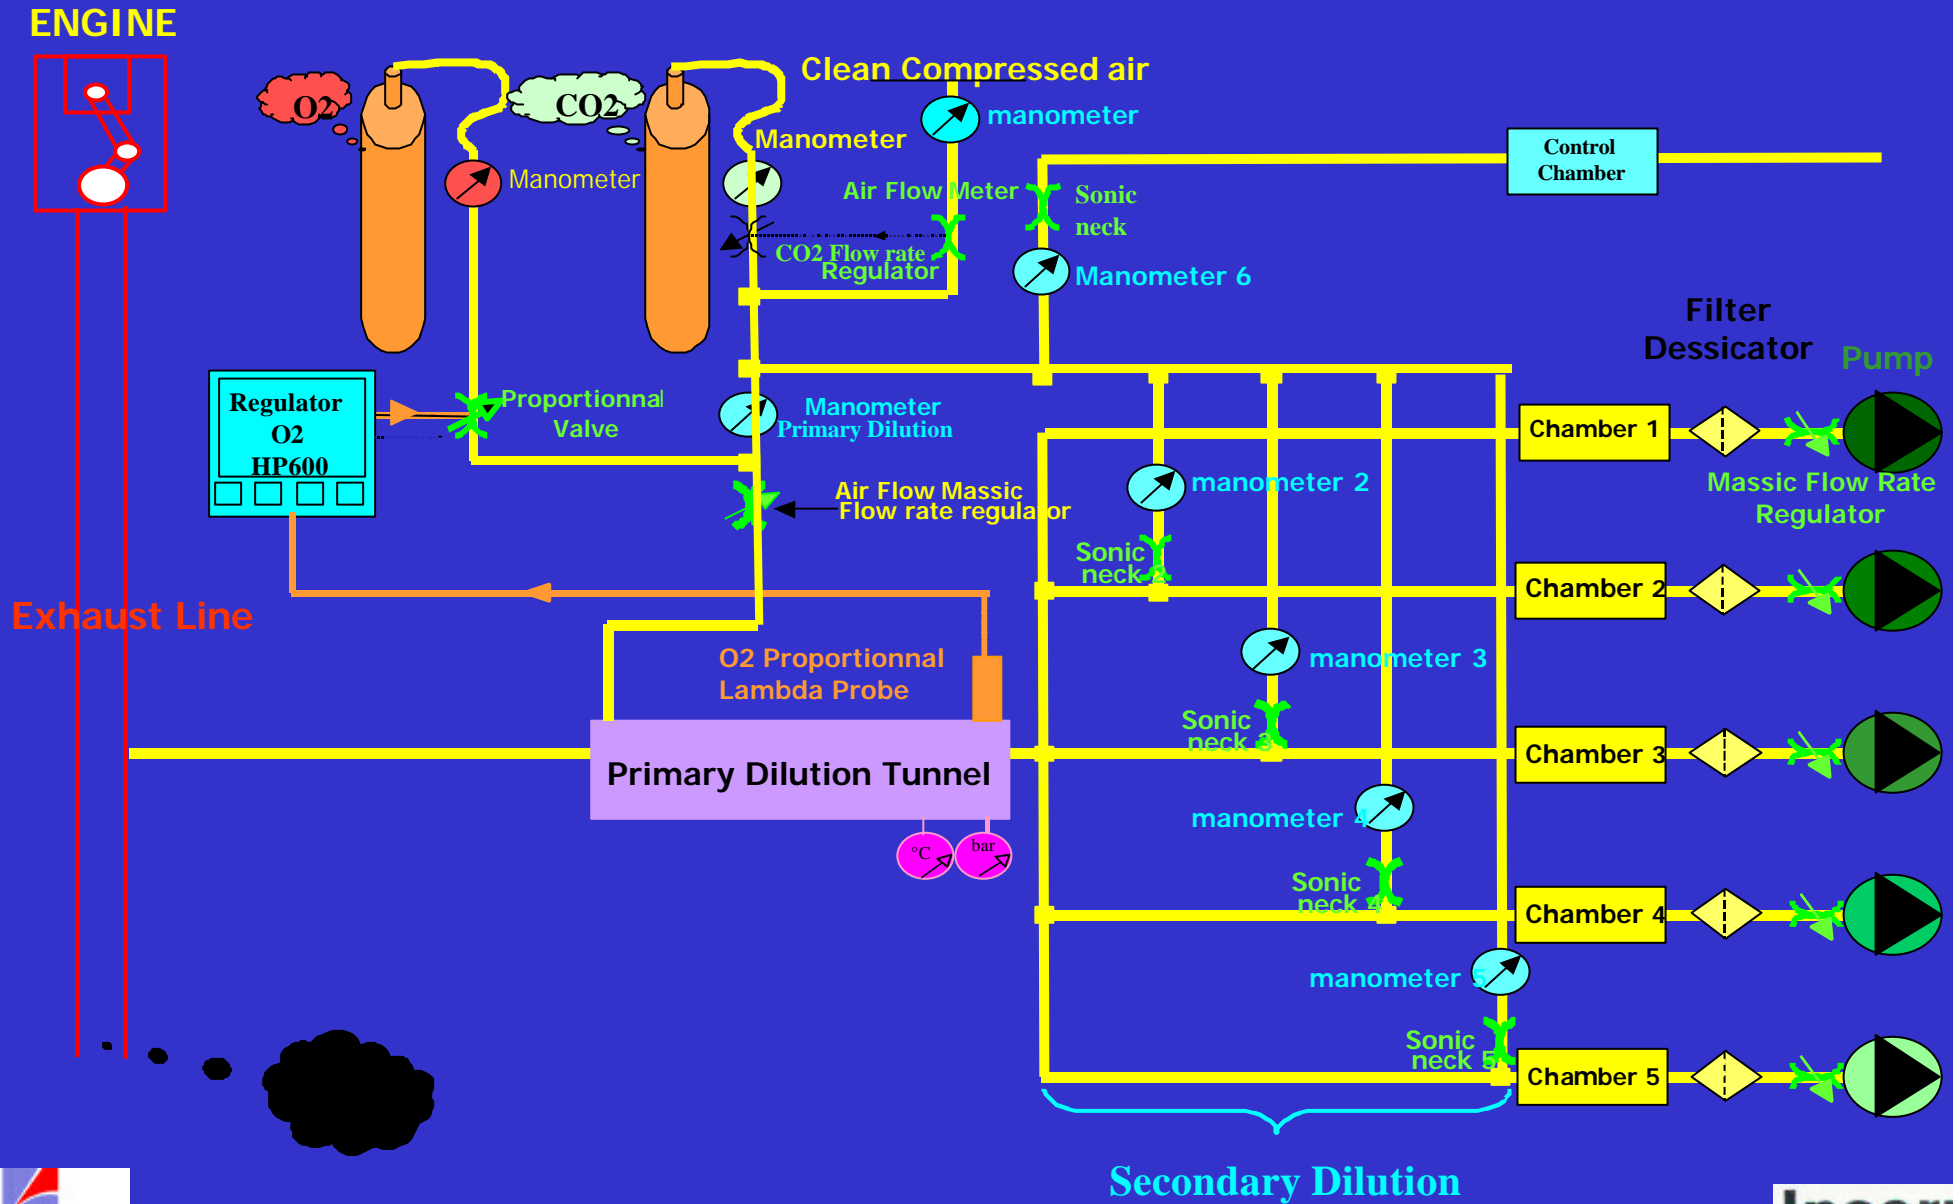 ENGINE
O2
CO2
Clean Compressed air
manometer
Manometer
Manometer
Air Flow Meter
CO2 Flow rate
Regulator
Sonic
neck
Manometer 6
Control
Chamber
Filter
Dessicator
Pump
Regulator
O2
HP600
Proportionnal
Valve
Manometer
Primary Dilution
Air Flow Massic
Flow rate regulator
Chamber 1
Massic Flow Rate
Regulator
manometer 2
Sonic
neck 2
Chamber 2
Exhaust Line
O2 Proportionnal
Lambda Probe
manometer 3
Sonic
neck 3
Chamber 3
Primary Dilution Tunnel
°C
bar
manometer 4
Sonic
neck 4
Chamber 4
manometer 5
Sonic
neck 5
Chamber 5
Secondary Dilution